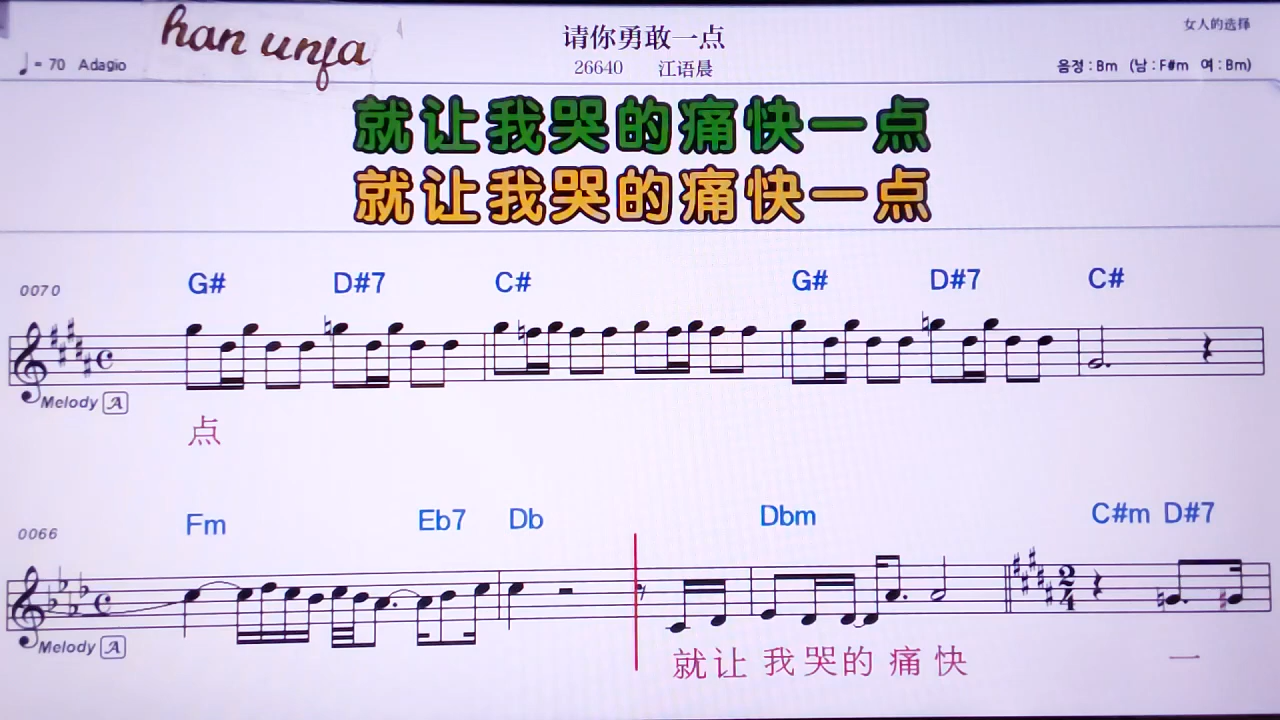 han unfa
请你勇敢一点
女人的选择
♩= 70 Adagio
26640 江语晨
음정 : Bm (남 : F#m 여 : Bm)
就让我哭的痛快一点
就让我哭的痛快一点
0070
G# D#7 C# G# D#7 C#
Melody A
点
0066
Fm Eb7 Db Dbm C#m D#7
2
4
Melody A
就让 我哭的 痛 快 一